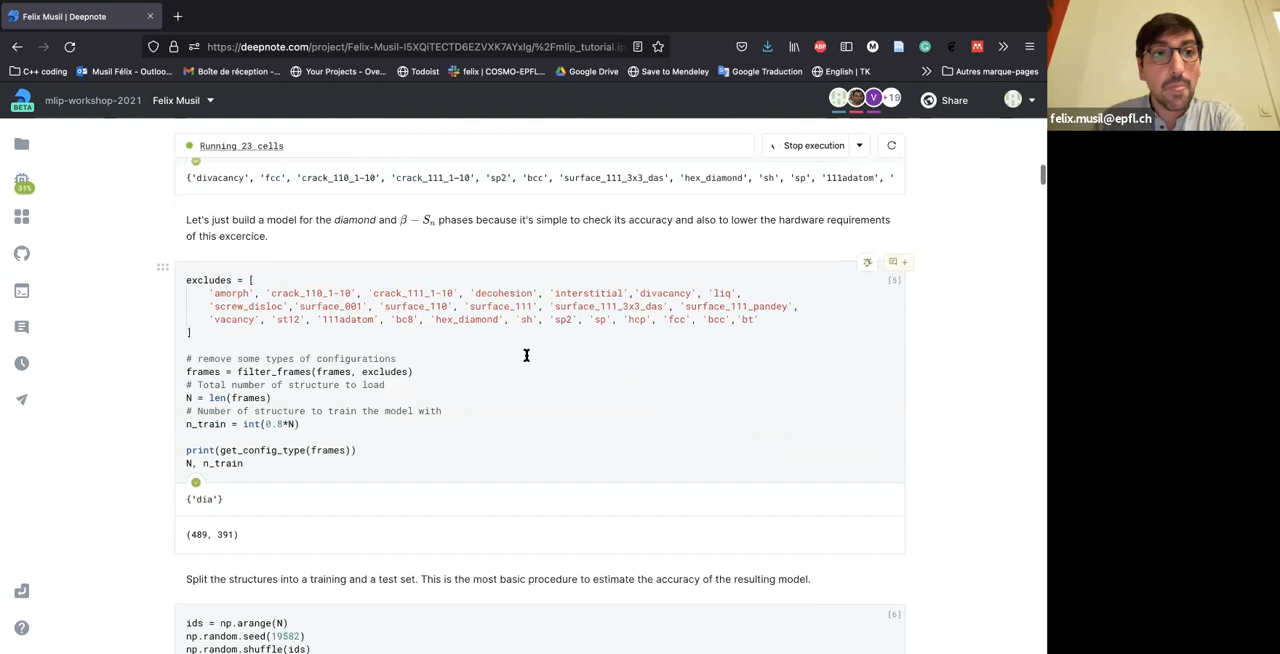 Felix Musil | Deepnote
https://deepnote.com/project/Felix-Musil-I5XQiTECTD6EZVXK7AYxlg/%2Fmlip_tutorial.i
C++ coding
Musil Félix - Outloo...
Boîte de réception -...
Your Projects - Ove...
Todoist
felix | COSMO-EPFL...
Google Drive
Save to Mendeley
Google Traduction
English | TK
Autres marque-pages
BETA
mlip-workshop-2021
Felix Musil
V
+19
Share
felix.musil@epfl.ch
Running 23 cells
Stop execution
31%
{'divacancy', 'fcc', 'crack_110_1-10', 'crack_111_1-10', 'sp2', 'bcc', 'surface_111_3x3_das', 'hex_diamond', 'sh', 'sp', '111adatom', '
Let's just build a model for the diamond and β − Sn phases because it's simple to check its accuracy and also to lower the hardware requirements
of this excercice.
[5]
excludes = [
'amorph', 'crack_110_1-10', 'crack_111_1-10', 'decohesion', 'interstitial','divacancy', 'liq',
'screw_disloc','surface_001', 'surface_110', 'surface_111', 'surface_111_3x3_das', 'surface_111_pandey',
'vacancy', 'st12', '111adatom', 'bc8', 'hex_diamond', 'sh', 'sp2', 'sp', 'hcp', 'fcc', 'bcc','bt'
]
# remove some types of configurations
frames = filter_frames(frames, excludes)
# Total number of structure to load
N = len(frames)
# Number of structure to train the model with
n_train = int(0.8*N)
print(get_config_type(frames))
N, n_train
{'dia'}
(489, 391)
Split the structures into a training and a test set. This is the most basic procedure to estimate the accuracy of the resulting model.
[6]
ids = np.arange(N)
np.random.seed(19582)
np.random.shuffle(ids)